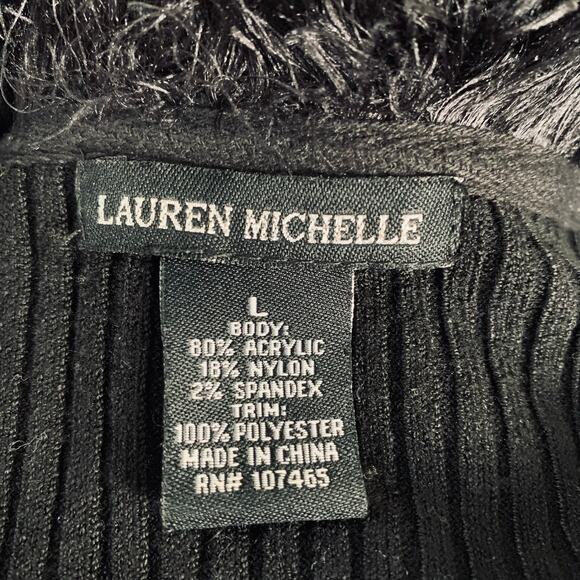 LAUREN MICHELLE
L
BODY:
80% ACRYLIC
18% NYLON
2% SPANDEX
TRIM:
100% POLYESTER
MADE IN CHINA
RN# 107465